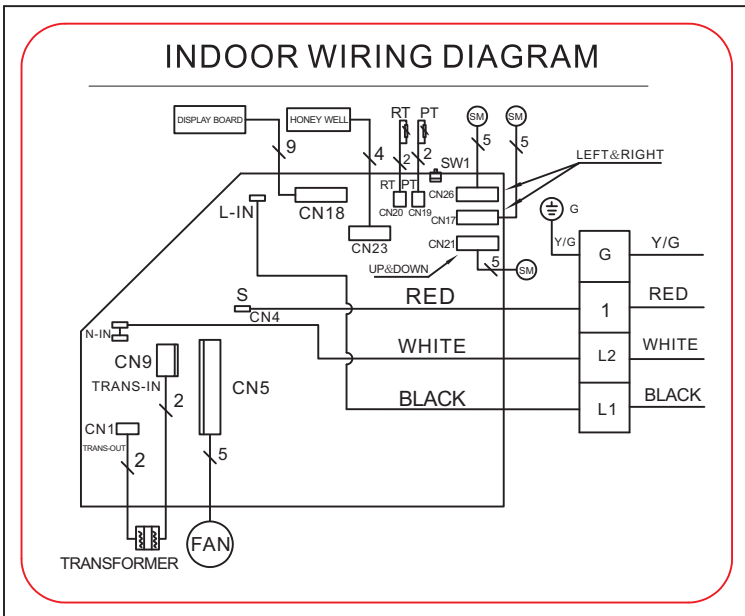 INDOOR WIRING DIAGRAM
DISPLAY BOARD
HONEY WELL
RT PT
SM
SM
9
4
2
2
5
5
SW1
LEFT&RIGHT
L-IN
CN18
CN23
RT PT
CN20 CN19
CN26
CN17
CN21
UP&DOWN
5
SM
G
Y/G
G
Y/G
S
CN4
RED
1
RED
N-IN
WHITE
L2
WHITE
BLACK
L1
BLACK
CN9
TRANS-IN
2
CN5
CN1
TRANS-OUT
2
5
TRANSFORMER
FAN